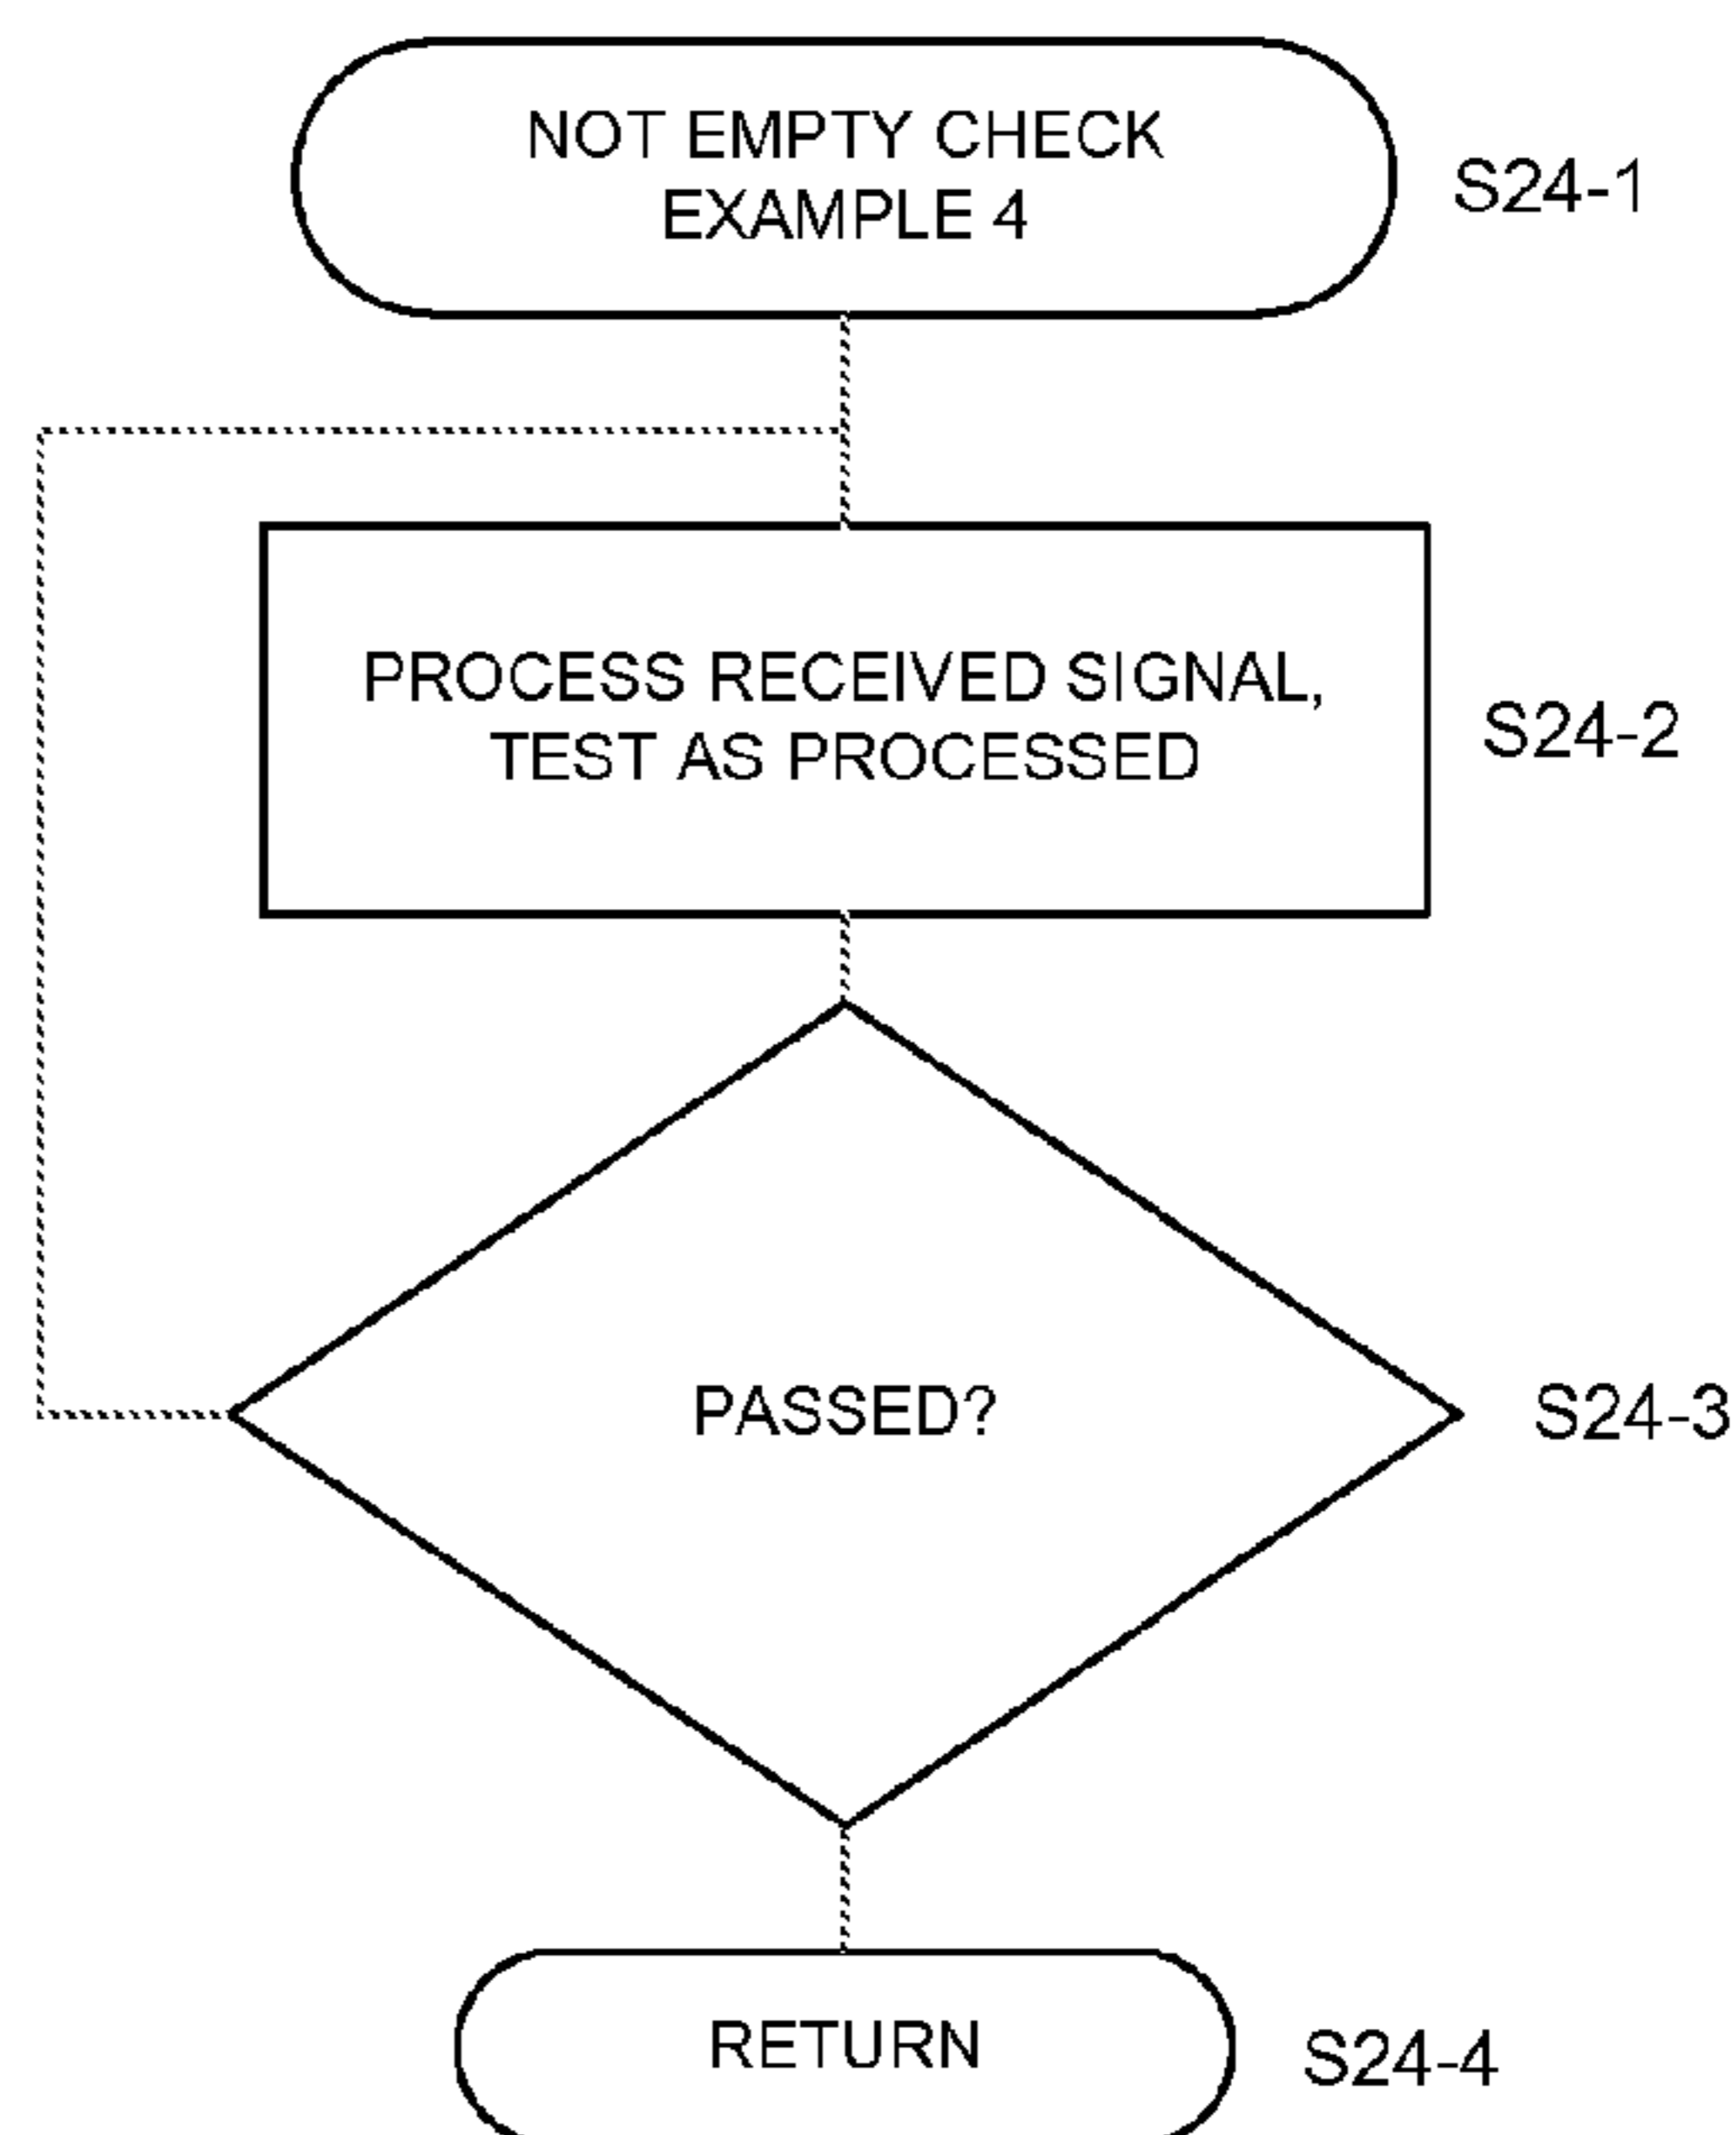 NOT EMPTY CHECK
EXAMPLE 4
S24-1
PROCESS RECEIVED SIGNAL,
TEST AS PROCESSED
S24-2
PASSED?
S24-3
RETURN
S24-4